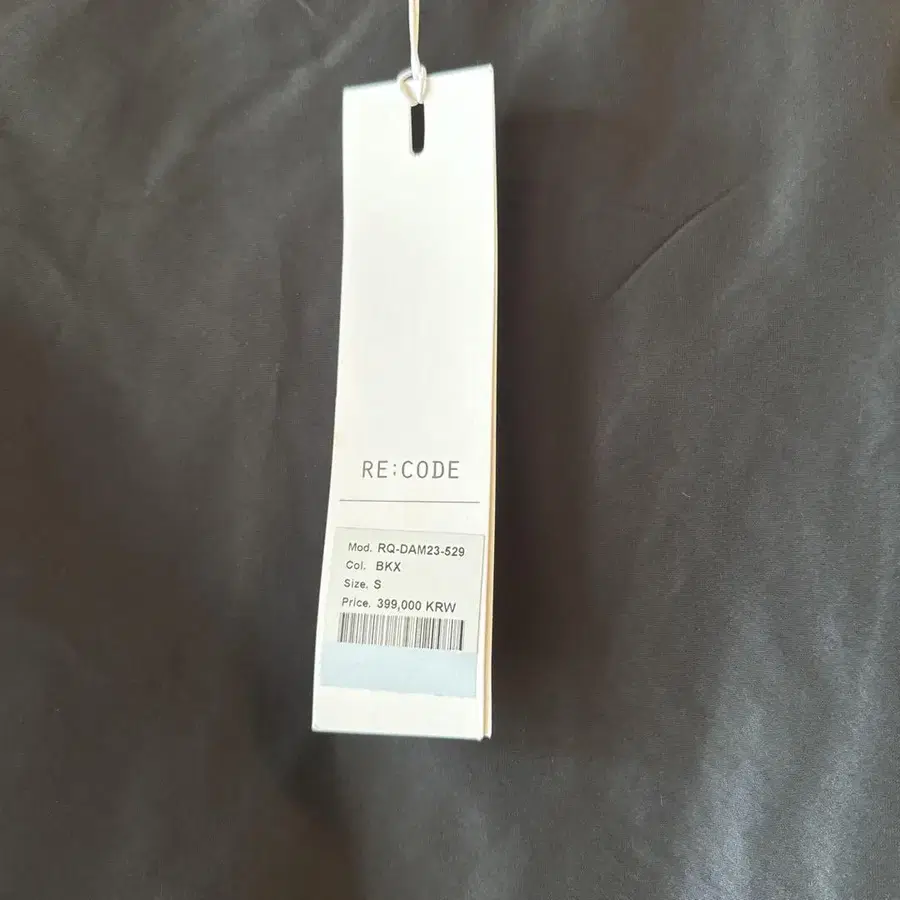 RE:CODE
Mod. RQ-DAM23-529
Col. BKX
Size. S
Price. 399,000 KRW